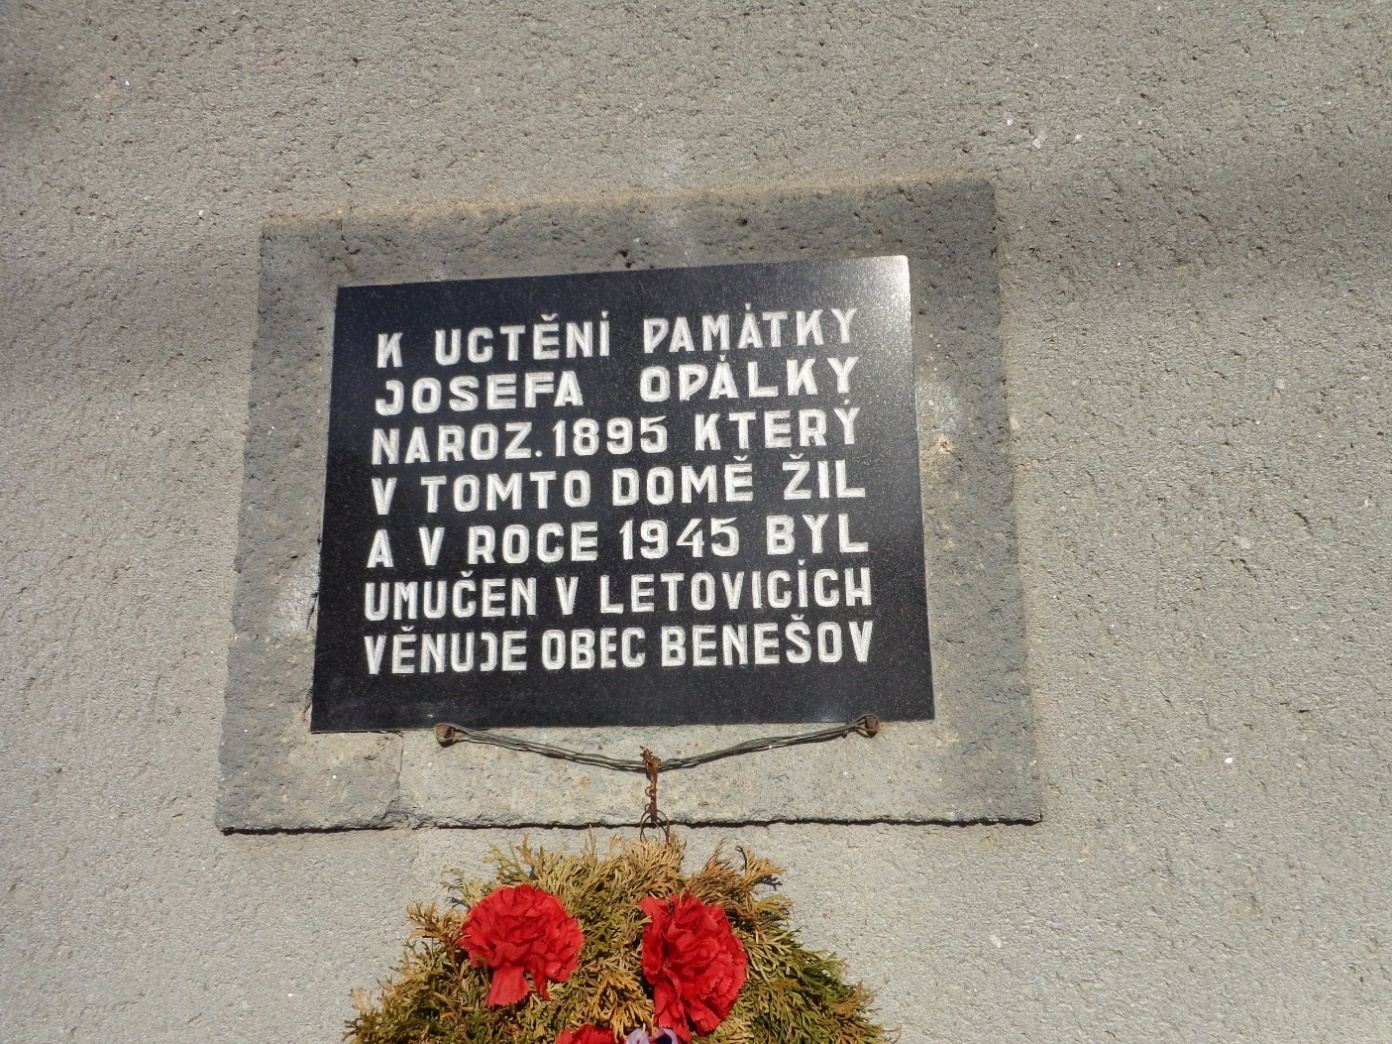 K UCTĚNÍ PAMÁTKY
JOSEFA OPÁLKY
NAROZ. 1895 KTERÝ
V TOMTO DOMĚ ŽIL
A V ROCE 1945 BYL
UMUČEN V LETOVICÍCH
VĚNUJE OBEC BENEŠOV